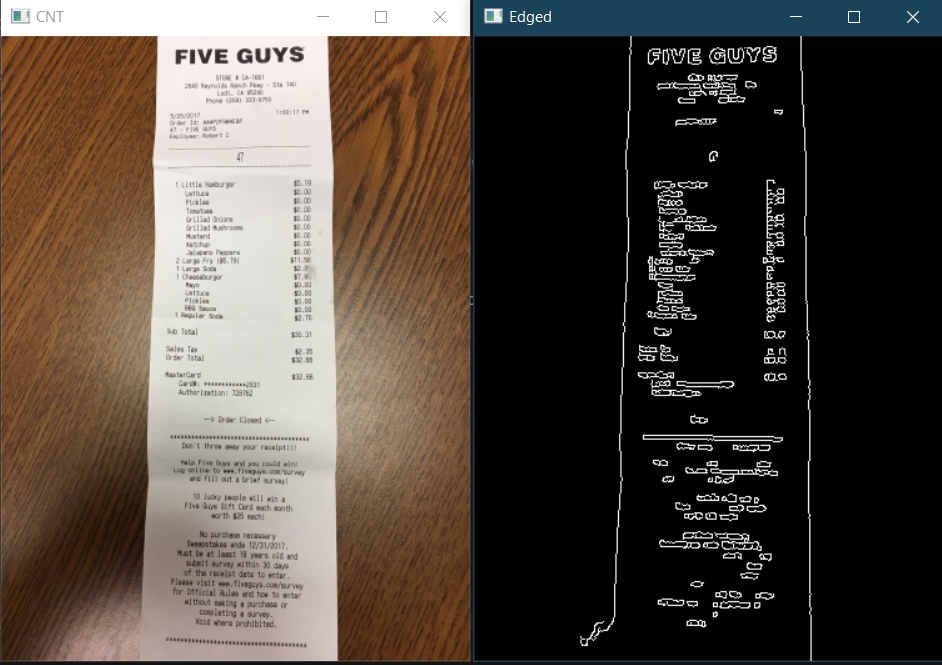 CNT
Edged
FIVE GUYS
STORE # CA-1681
2840 Reynolds Ranch Pkwy - Ste 140
Lodi, CA 95240
Phone (209) 333-9750
5/25/2017 1:00:17 PM
Order Id:
47 - FIVE GUYS
Employee: Robert C
47
1 Little Hamburger $5.19
Lettuce $0.00
Pickles $0.00
Tomatoes $0.00
Grilled Onions $0.00
Grilled Mushrooms $0.00
Mustard $0.00
Ketchup $0.00
Jalapeno Peppers $0.00
2 Large Fry (@5.79) $11.58
1 Large Soda
1 Cheeseburger
Mayo $0.00
Lettuce $0.00
Pickles $0.00
BBQ Sauce $0.00
1 Regular Soda $2.70
Sub Total $30.31
Sales Tax $2.35
Order Total $32.66
MasterCard $32.66
Card#: ************2031
Authorization: 728762
--> Order Closed <--
Don't throw away your receipt!!!
Help Five Guys and you could win!
Log online to www.fiveguys.com/survey
and fill out a brief survey!
10 lucky people will win a
Five Guys Gift Card each month
worth $25 each!
No purchase necessary
Sweepstakes ends 12/31/2017.
Must be at least 18 years old and
submit survey within 30 days
of the receipt date to enter.
Please visit www.fiveguys.com/survey
for Official Rules and how to enter
without making a purchase or
completing a survey.
Void where prohibited.
FIVE GUYS